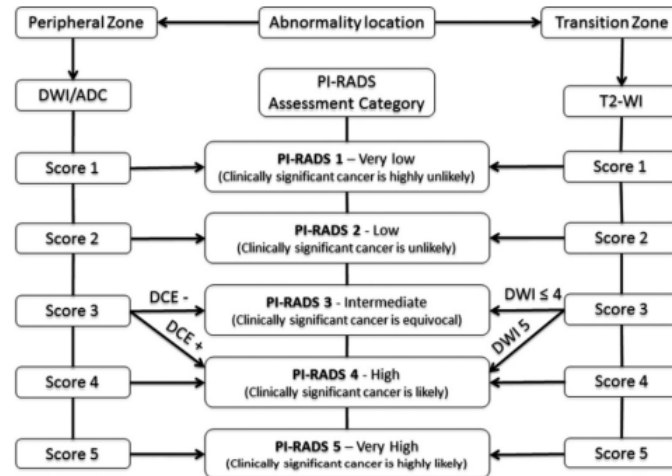 Peripheral Zone
Abnormality location
Transition Zone
DWI/ADC
PI-RADS
Assessment Category
T2-WI
Score 1
PI-RADS 1 – Very low
(Clinically significant cancer is highly unlikely)
Score 1
Score 2
PI-RADS 2 - Low
(Clinically significant cancer is unlikely)
Score 2
Score 3
DCE -
DCE +
PI-RADS 3 - Intermediate
(Clinically significant cancer is equivocal)
DWI ≤ 4
DWI 5
Score 3
Score 4
PI-RADS 4 - High
(Clinically significant cancer is likely)
Score 4
Score 5
PI-RADS 5 - Very High
(Clinically significant cancer is highly likely)
Score 5